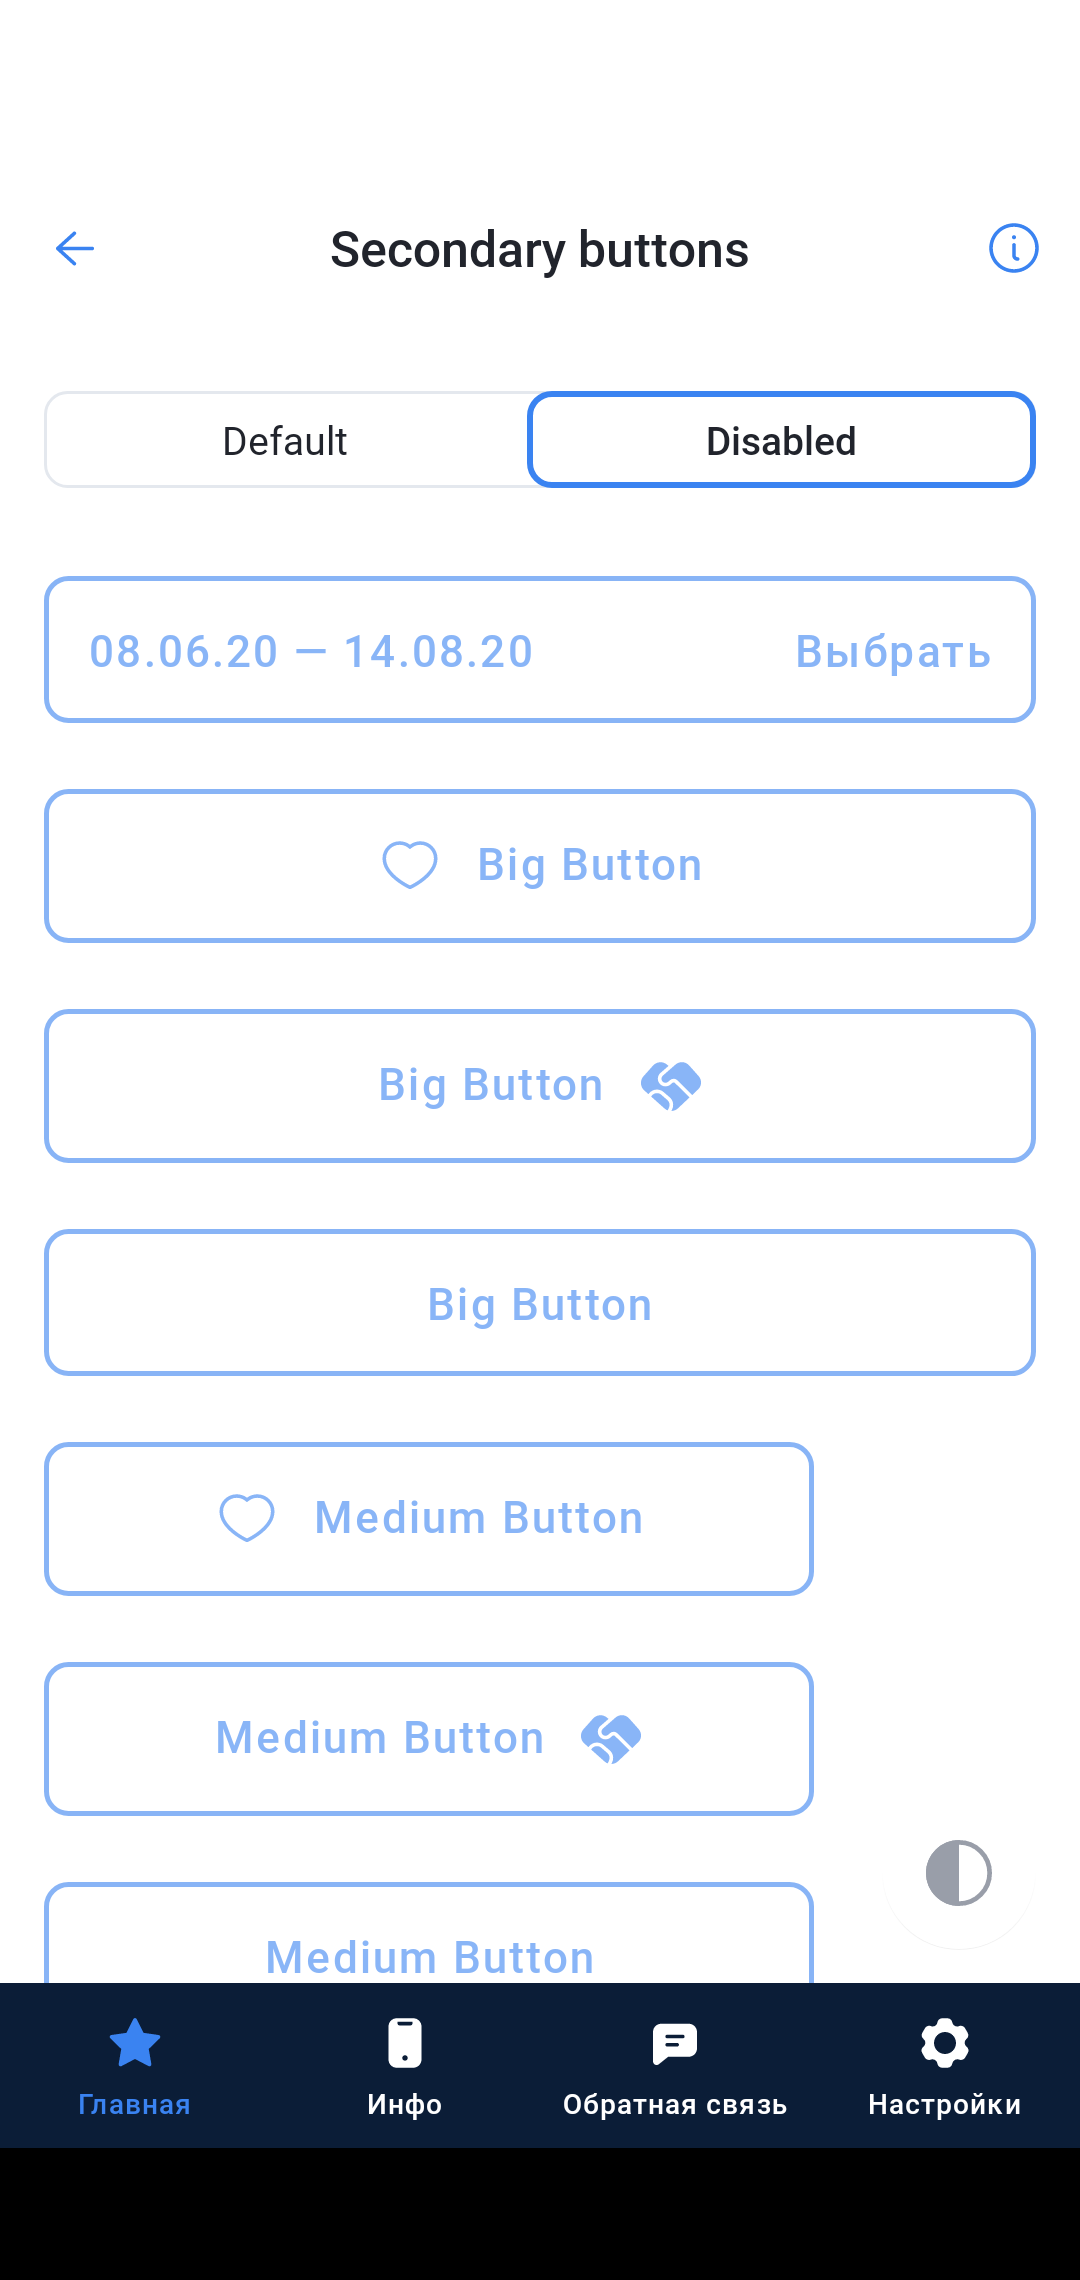 Secondary buttons
Default
Disabled
08.06.20 — 14.08.20
Выбрать
Big Button
Big Button
Big Button
Medium Button
Medium Button
Medium Button
Главная
Инфо
Обратная связь
Настройки